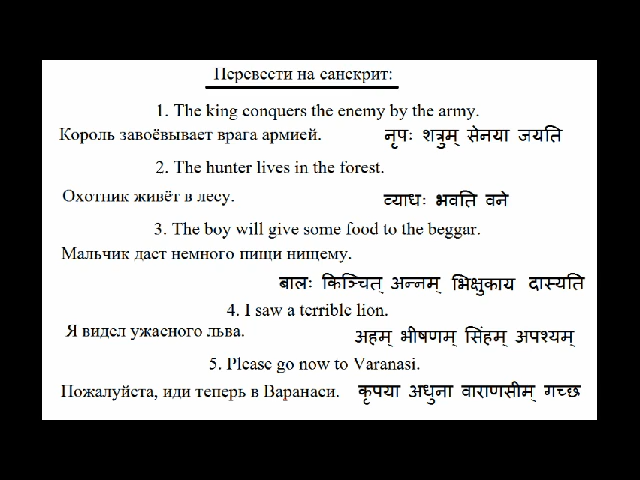 Перевести на санскрит:
1. The king conquers the enemy by the army.
Король завоёвывает врага армией. नृपः शत्रुम् सेनया जयति
2. The hunter lives in the forest.
Охотник живёт в лесу. व्याधः भवति वने
3. The boy will give some food to the beggar.
Мальчик даст немного пищи нищему.
बालः किञ्चित् अन्नम् भिक्षुकाय दास्यति
4. I saw a terrible lion.
Я видел ужасного льва. अहम् भीषणम् सिंहम् अपश्यम्
5. Please go now to Varanasi.
Пожалуйста, иди теперь в Варанаси. कृपया अधुना वाराणसीम् गच्छ